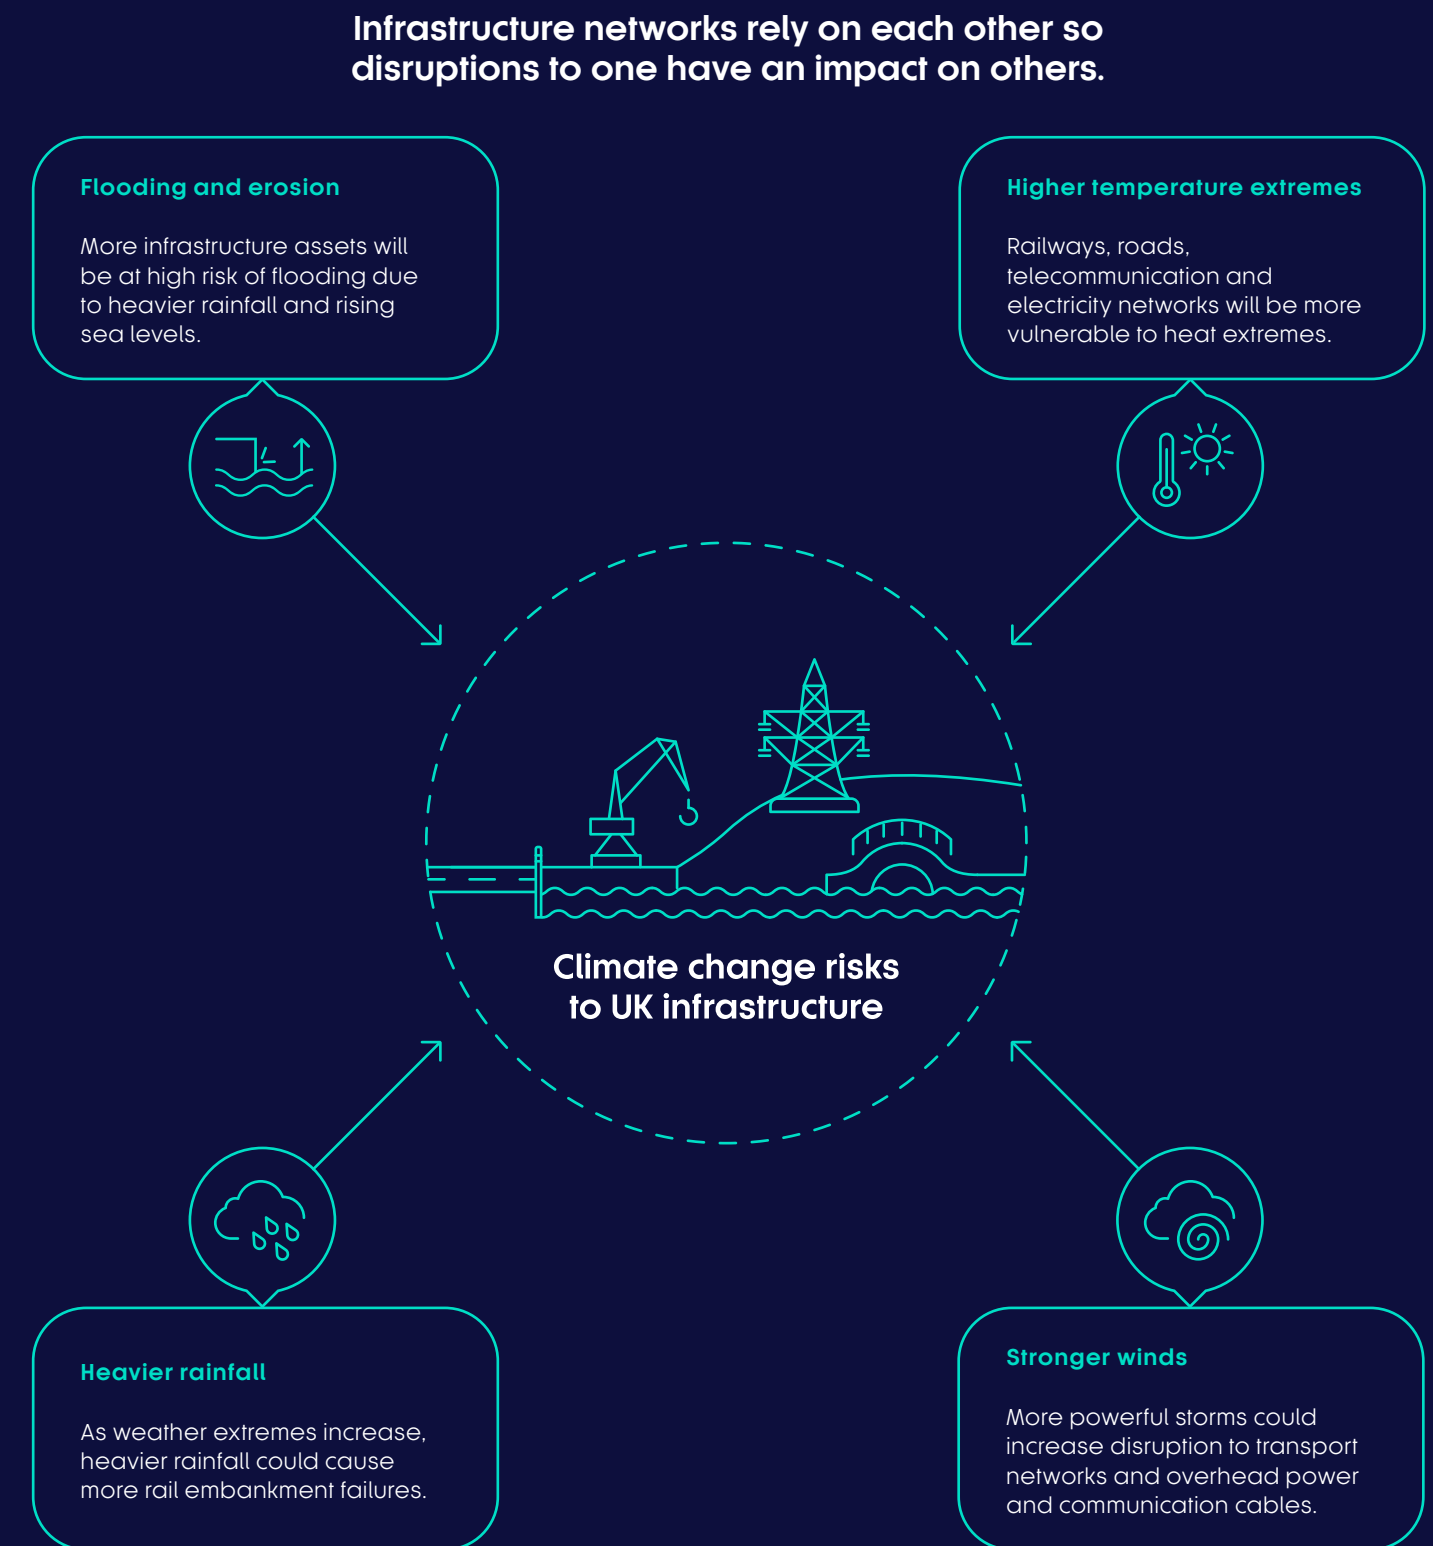 Infrastructure networks rely on each other so
disruptions to one have an impact on others.
Flooding and erosion
More infrastructure assets will
be at high risk of flooding due
to heavier rainfall and rising
sea levels.
Higher temperature extremes
Railways, roads,
telecommunication and
electricity networks will be more
vulnerable to heat extremes.
Climate change risks
to UK infrastructure
Heavier rainfall
As weather extremes increase,
heavier rainfall could cause
more rail embankment failures.
Stronger winds
More powerful storms could
increase disruption to transport
networks and overhead power
and communication cables.